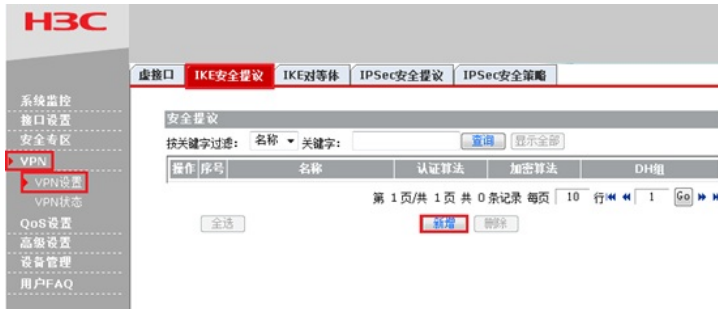 H3C
虚接口 IKE安全提议 IKE对等体 IPSec安全提议 IPSec安全策略
系统监控
接口设置
安全专区
VPN
VPN设置
VPN状态
QoS设置
高级设置
设备管理
用户FAQ
安全提议
按关键字过滤： 名称 关键字： 查询 显示全部
操作 序号 名称 认证算法 加密算法 DH组
第 1 页/共 1 页 共 0 条记录 每页 10 行 1 Go
全选 新增 删除